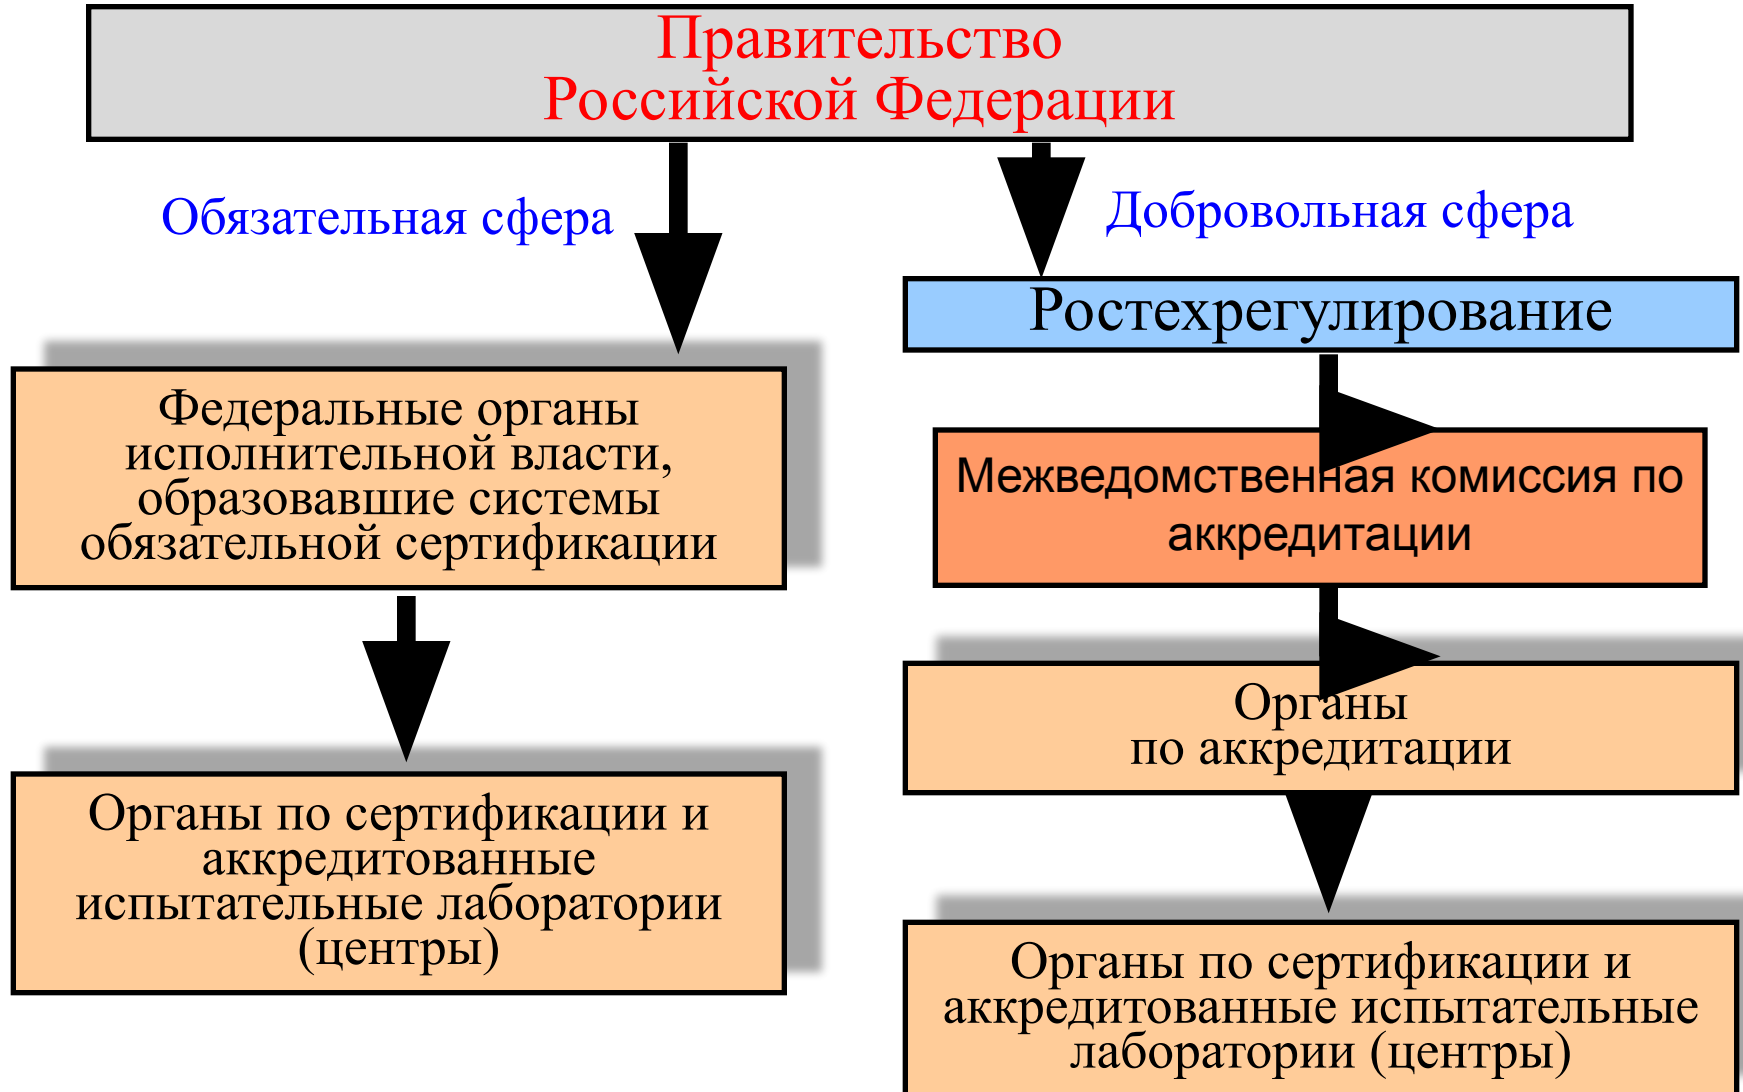 Правительство
Российской Федерации
Обязательная сфера
Добровольная сфера
Ростехрегулирование
Федеральные органы
исполнительной власти,
образовавшие системы
обязательной сертификации
Межведомственная комиссия по
аккредитации
Органы
по аккредитации
Органы по сертификации и
аккредитованные
испытательные лаборатории
(центры)
Органы по сертификации и
аккредитованные испытательные
лаборатории (центры)